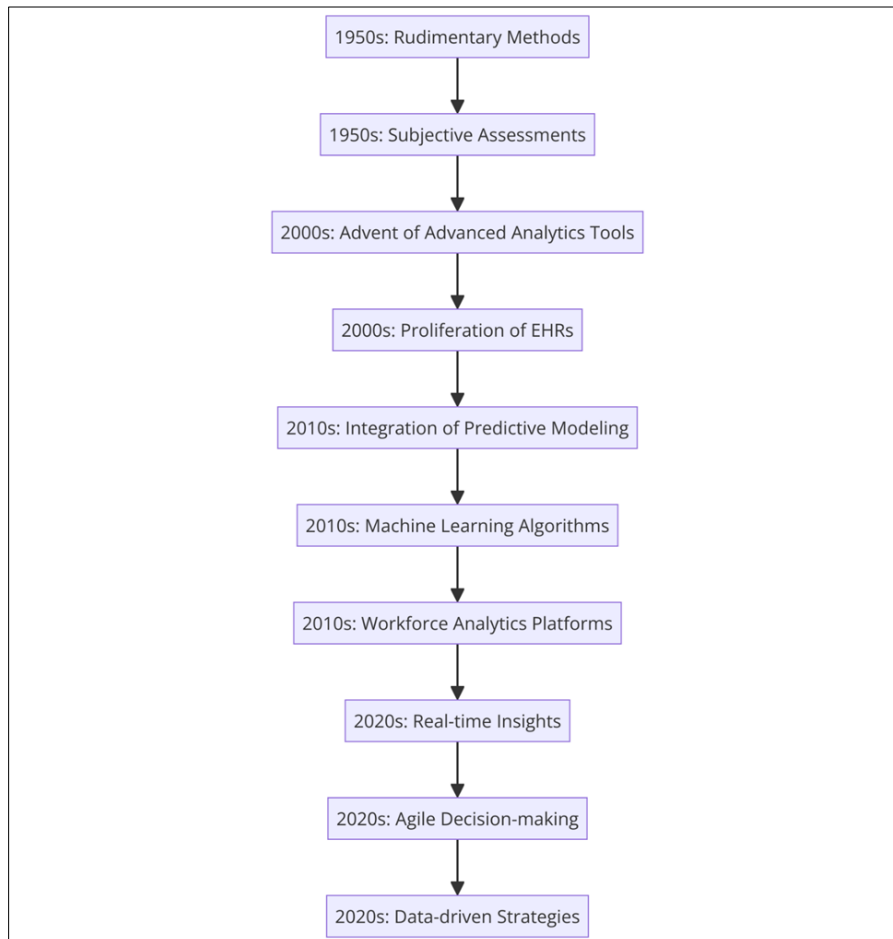 1950s: Rudimentary Methods
1950s: Subjective Assessments
2000s: Advent of Advanced Analytics Tools
2000s: Proliferation of EHRs
2010s: Integration of Predictive Modeling
2010s: Machine Learning Algorithms
2010s: Workforce Analytics Platforms
2020s: Real-time Insights
2020s: Agile Decision-making
2020s: Data-driven Strategies